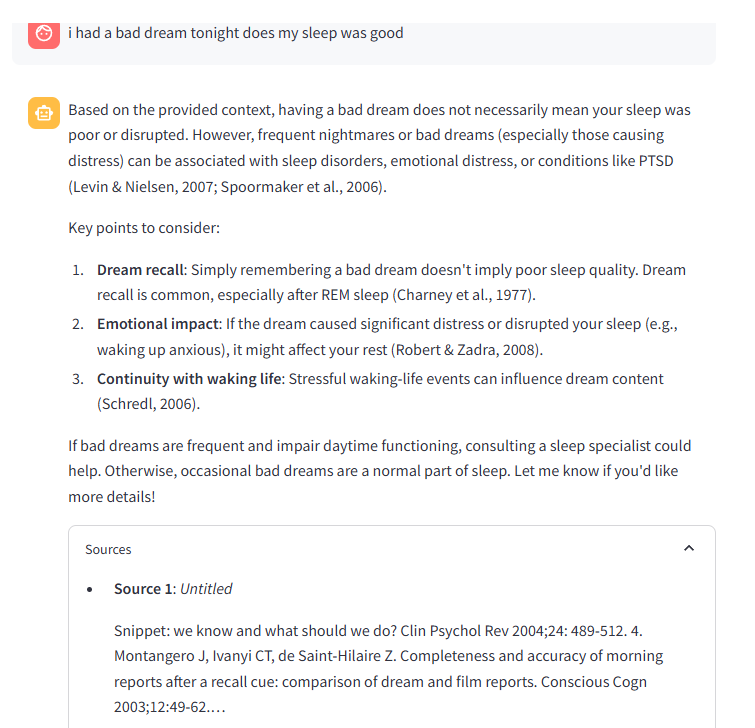 i had a bad dream tonight does my sleep was good
Based on the provided context, having a bad dream does not necessarily mean your sleep was
poor or disrupted. However, frequent nightmares or bad dreams (especially those causing
distress) can be associated with sleep disorders, emotional distress, or conditions like PTSD
(Levin & Nielsen, 2007; Spoormaker et al., 2006).
Key points to consider:
1. Dream recall: Simply remembering a bad dream doesn't imply poor sleep quality. Dream
recall is common, especially after REM sleep (Charney et al., 1977).
2. Emotional impact: If the dream caused significant distress or disrupted your sleep (e.g.,
waking up anxious), it might affect your rest (Robert & Zadra, 2008).
3. Continuity with waking life: Stressful waking-life events can influence dream content
(Schredl, 2006).
If bad dreams are frequent and impair daytime functioning, consulting a sleep specialist could
help. Otherwise, occasional bad dreams are a normal part of sleep. Let me know if you'd like
more details!
Sources
• Source 1: Untitled
Snippet: we know and what should we do? Clin Psychol Rev 2004;24: 489-512. 4.
Montangero J, Ivanyi CT, de Saint-Hilaire Z. Completeness and accuracy of morning
reports after a recall cue: comparison of dream and film reports. Conscious Cogn
2003;12:49-62.…